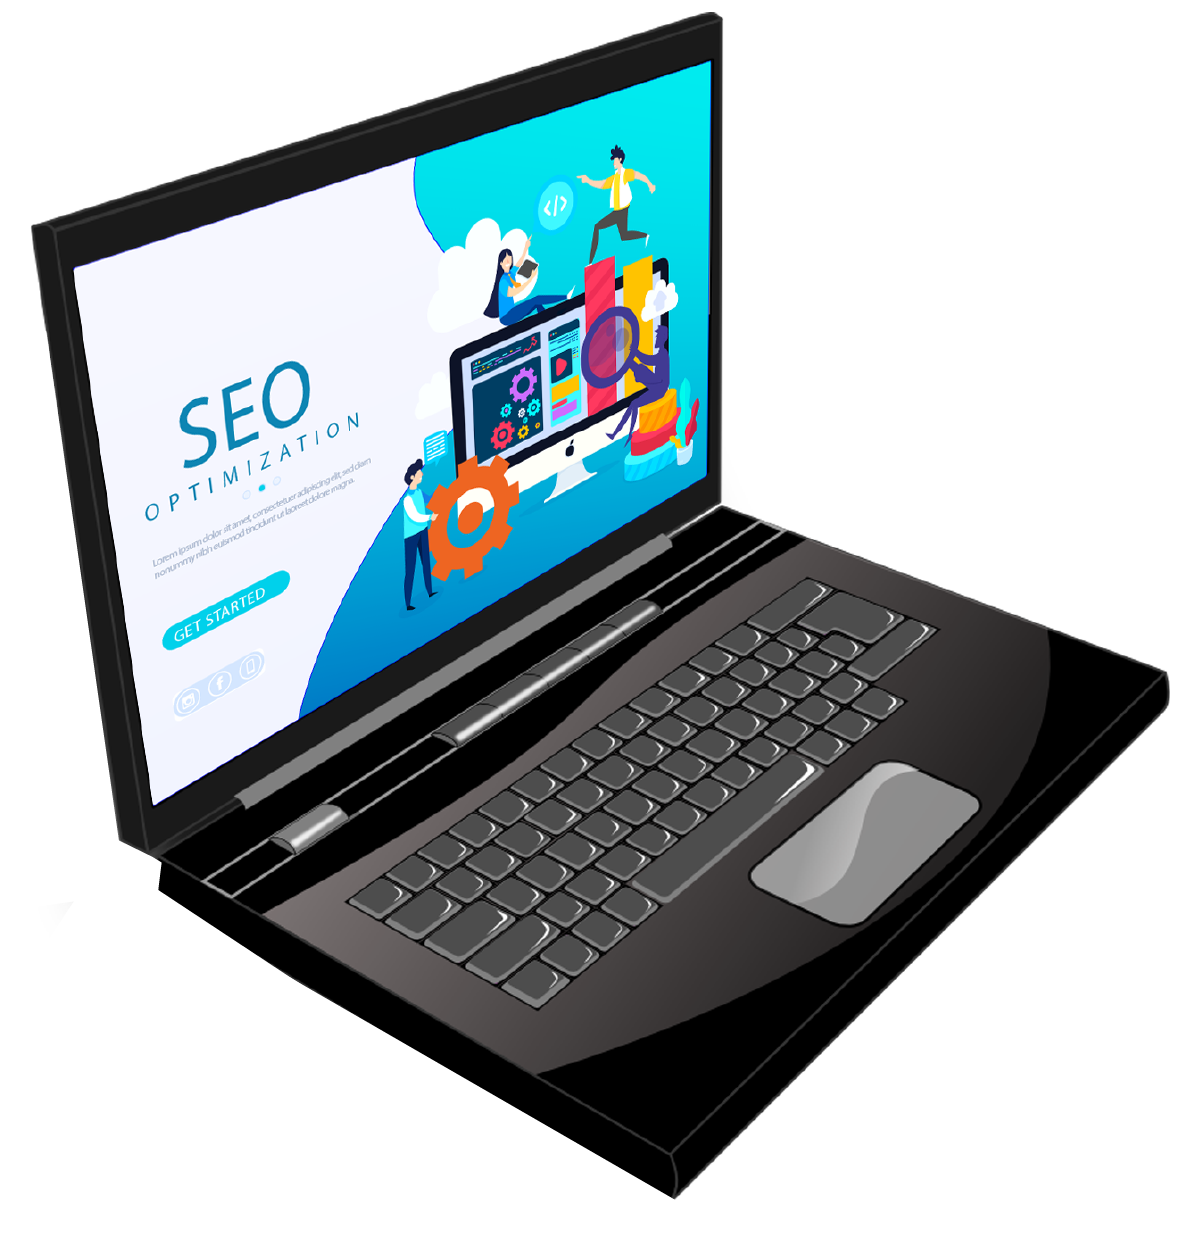 SEO
OPTIMIZATION
Lorem ipsum dolor sit amet, consectetuer adipiscing elit, sed diam
nonummy nibh euismod tincidunt ut laoreet dolore magna.
GET STARTED
</>